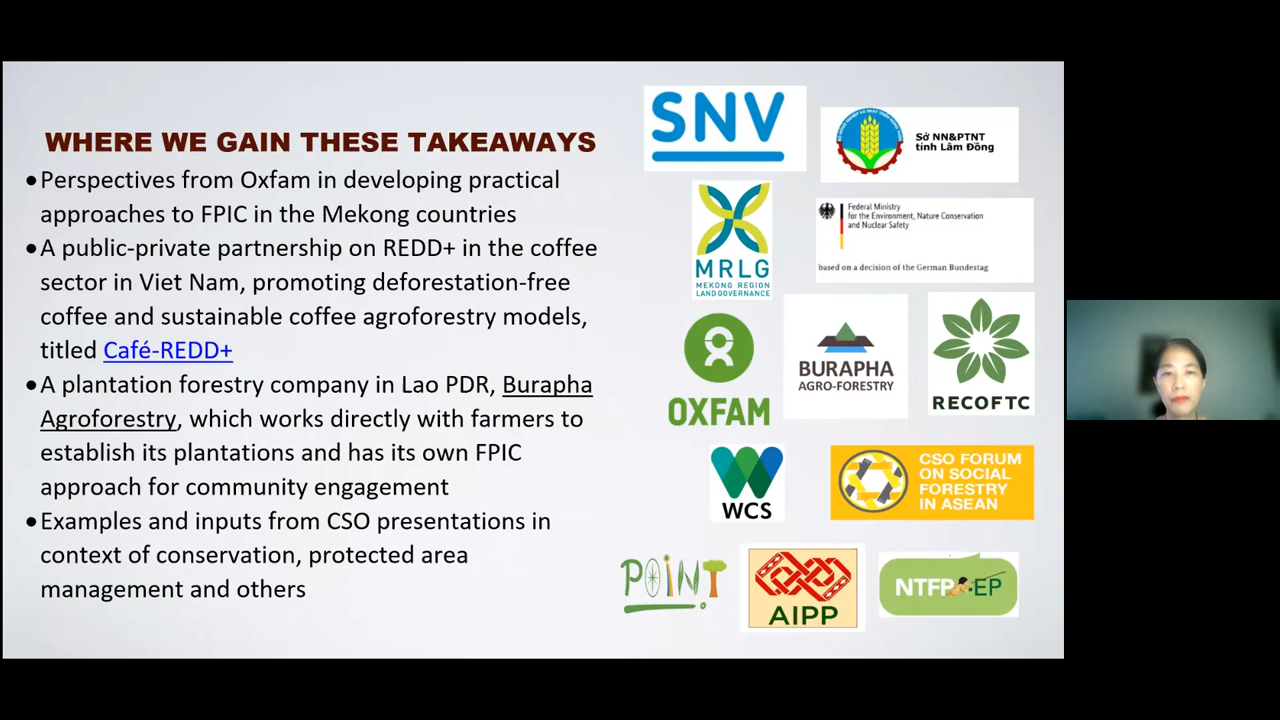 WHERE WE GAIN THESE TAKEAWAYS
•Perspectives from Oxfam in developing practical
approaches to FPIC in the Mekong countries
•A public-private partnership on REDD+ in the coffee
sector in Viet Nam, promoting deforestation-free
coffee and sustainable coffee agroforestry models,
titled Café-REDD+
•A plantation forestry company in Lao PDR, Burapha
Agroforestry, which works directly with farmers to
establish its plantations and has its own FPIC
approach for community engagement
•Examples and inputs from CSO presentations in
context of conservation, protected area
management and others
SNV
Sở NN&PTNT
tỉnh Lâm Đồng
MRLG
MEKONG REGION
LAND GOVERNANCE
Federal Ministry
for the Environment, Nature Conservation
and Nuclear Safety
based on a decision of the German Bundestag
OXFAM
BURAPHA
AGRO-FORESTRY
RECOFTC
WCS
CSO FORUM
ON SOCIAL
FORESTRY
IN ASEAN
POINT
AIPP
NTFP EP